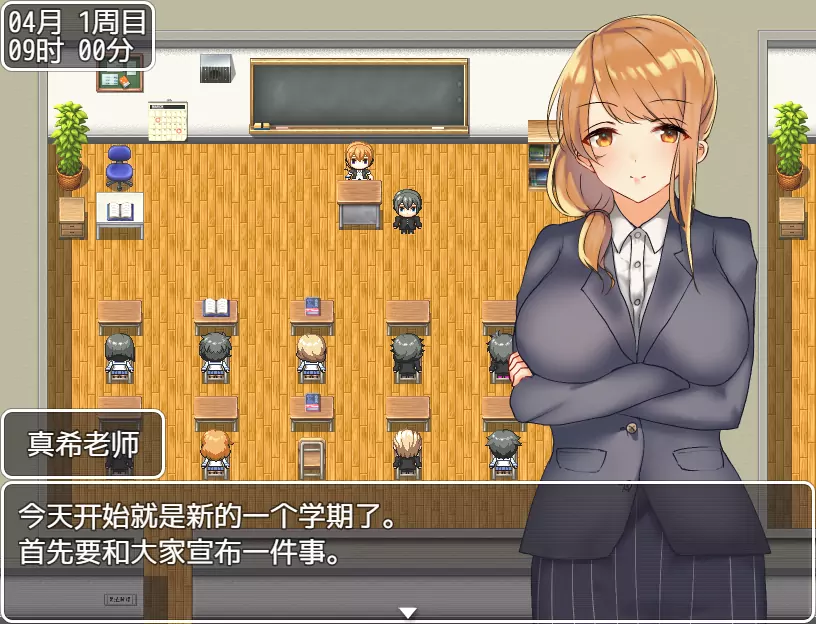 04月 1周目
09时 00分
真希老师
今天开始就是新的一个学期了。
首先要和大家宣布一件事。